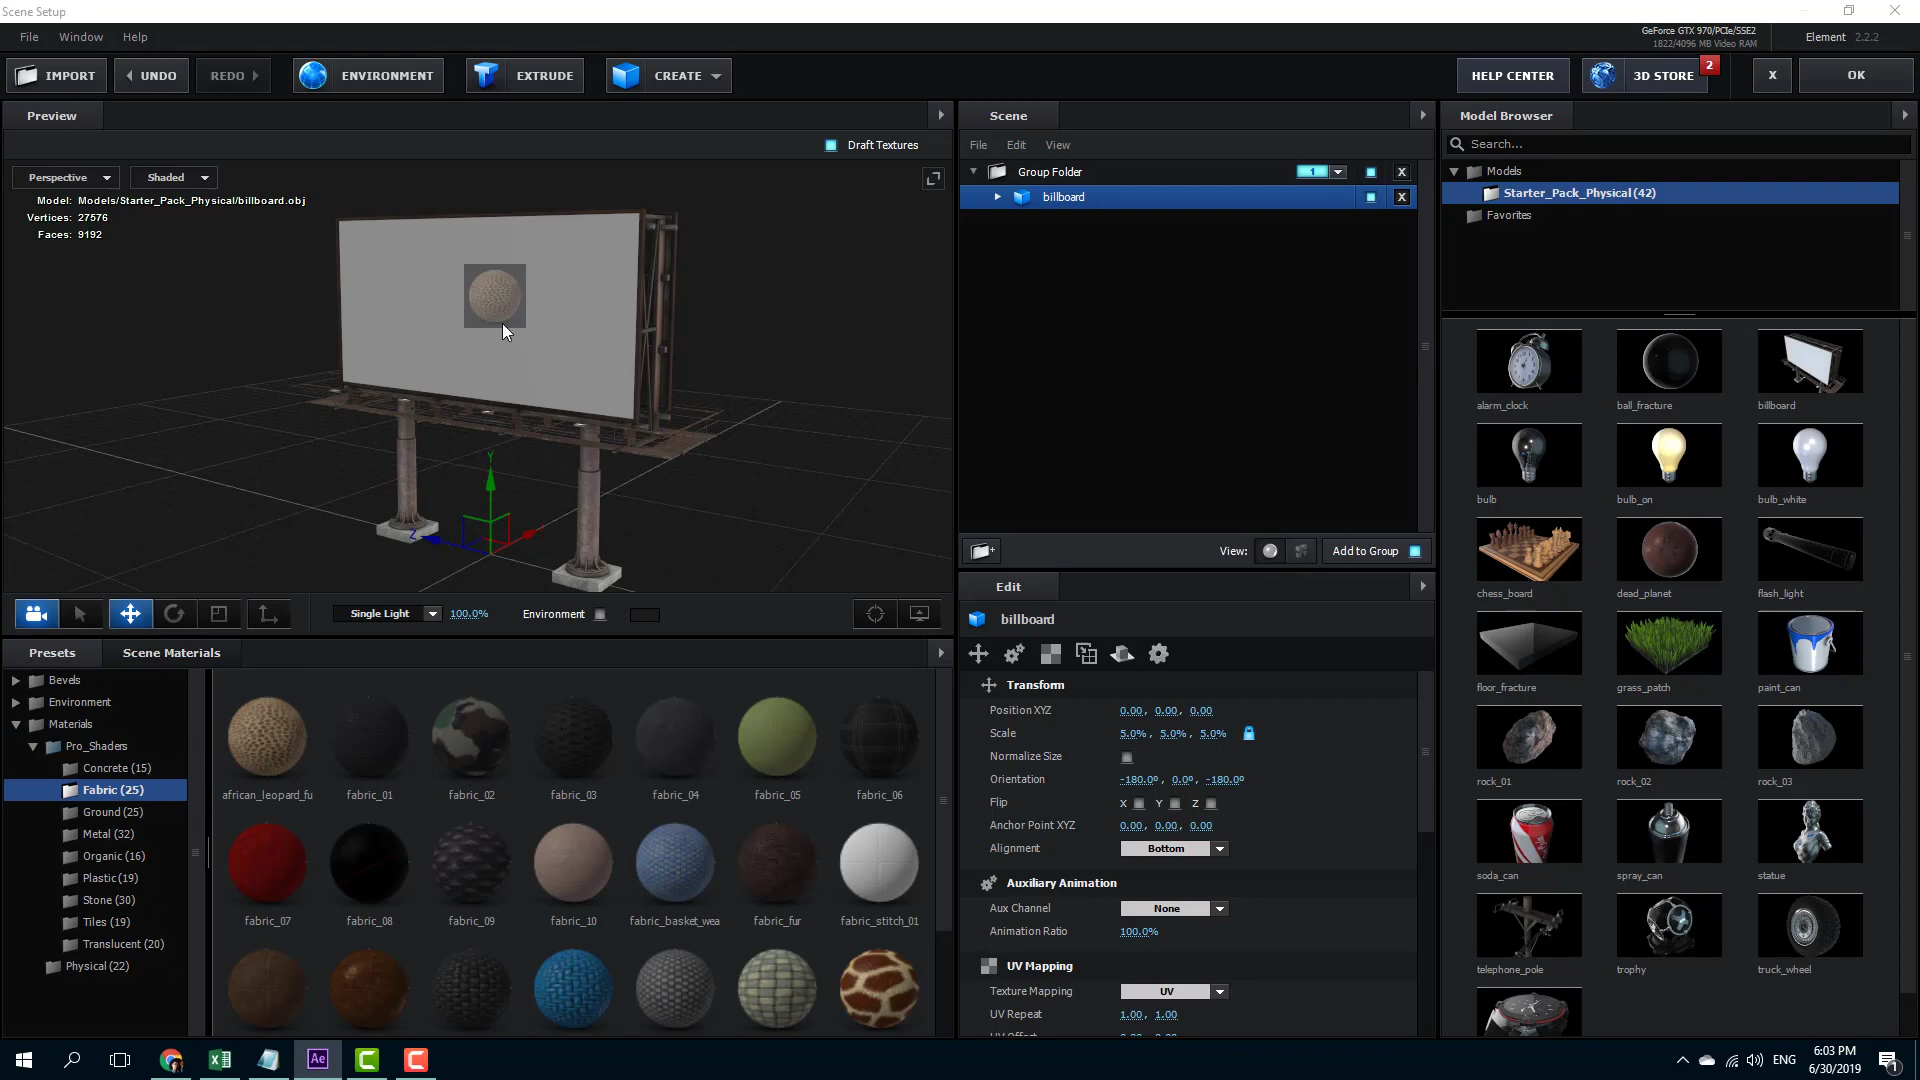 Scene Setup
File Window Help
GeForce GTX 970/PCIe/SSE2
1822/4096 MB Video RAM
Element 2.2.2
IMPORT UNDO REDO ENVIRONMENT EXTRUDE CREATE HELP CENTER 3D STORE 2 X OK
Preview
Draft Textures
Perspective Shaded
Model: Models/Starter_Pack_Physical/billboard.obj
Vertices: 27576
Faces: 9192
Y
Z
Single Light 100.0% Environment
Presets Scene Materials
Bevels
Environment
Materials
Pro_Shaders
Concrete (15)
Fabric (25)
Ground (25)
Metal (32)
Organic (16)
Plastic (19)
Stone (30)
Tiles (19)
Translucent (20)
Physical (22)
african_leopard_fu fabric_01 fabric_02 fabric_03 fabric_04 fabric_05 fabric_06
fabric_07 fabric_08 fabric_09 fabric_10 fabric_basket_wea fabric_fur fabric_stitch_01
Scene
File Edit View
Group Folder 1 X
billboard X
View: Add to Group
Edit
billboard
Transform
Position XYZ 0.00, 0.00, 0.00
Scale 5.0%, 5.0%, 5.0%
Normalize Size
Orientation -180.0º, 0.0º, -180.0º
Flip X Y Z
Anchor Point XYZ 0.00, 0.00, 0.00
Alignment Bottom
Auxiliary Animation
Aux Channel None
Animation Ratio 100.0%
UV Mapping
Texture Mapping UV
UV Repeat 1.00, 1.00
Model Browser
Search...
Models
Starter_Pack_Physical (42)
Favorites
alarm_clock ball_fracture billboard
bulb bulb_on bulb_white
chess_board dead_planet flash_light
floor_fracture grass_patch paint_can
rock_01 rock_02 rock_03
soda_can spray_can statue
telephone_pole trophy truck_wheel
Ae
ENG
6:03 PM
6/30/2019
1